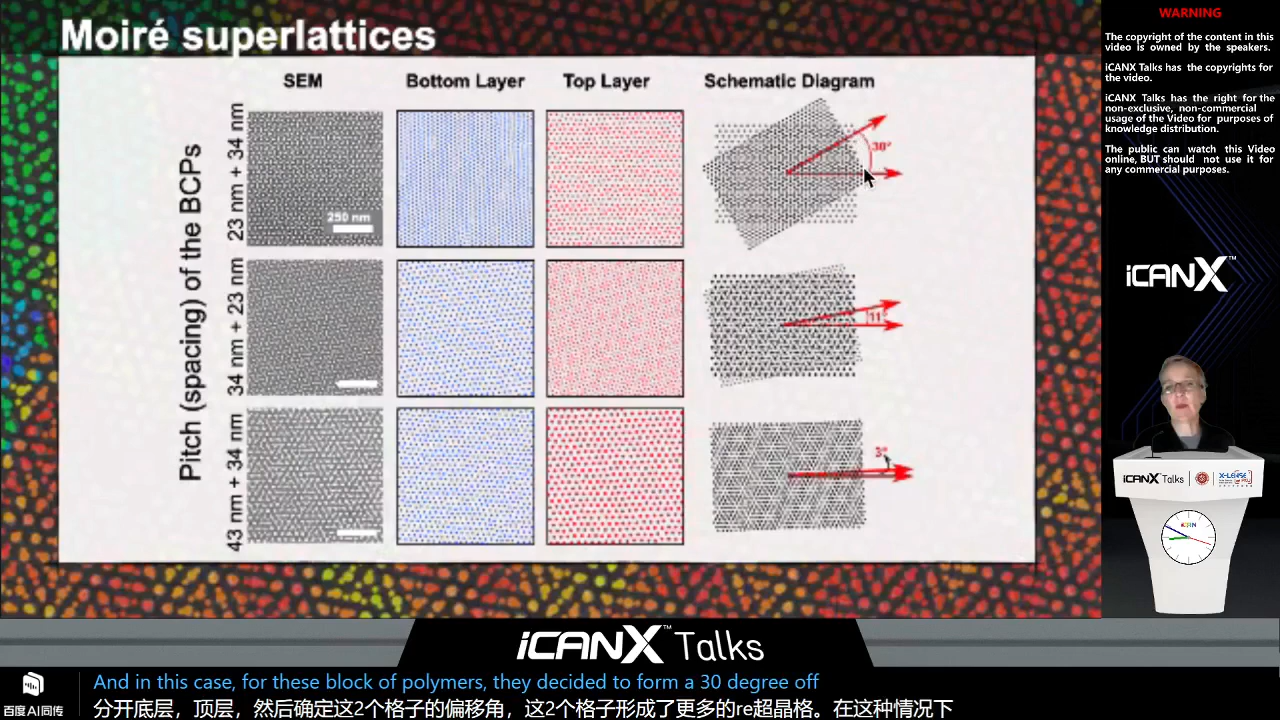 Moiré superlattices
SEM
Bottom Layer
Top Layer
Schematic Diagram
Pitch (spacing) of the BCPs
23 nm + 34 nm
250 nm
30°
34 nm + 23 nm
11°
43 nm + 34 nm
3°
WARNING
The copyright of the content in this
video is owned by the speakers.
iCANX Talks has the copyrights for
the video.
iCANX Talks has the right for the
non-exclusive, non-commercial
usage of the Video for purposes of
knowledge distribution.
The public can watch this Video
online, BUT should not use it for
any commercial purposes.
iCANX™
iCANX Talks
iCANX™ Talks
And in this case, for these block of polymers, they decided to form a 30 degree off
百度AI同传
分开底层，顶层，然后确定这2个格子的偏移角，这2个格子形成了更多的re超晶格。在这种情况下